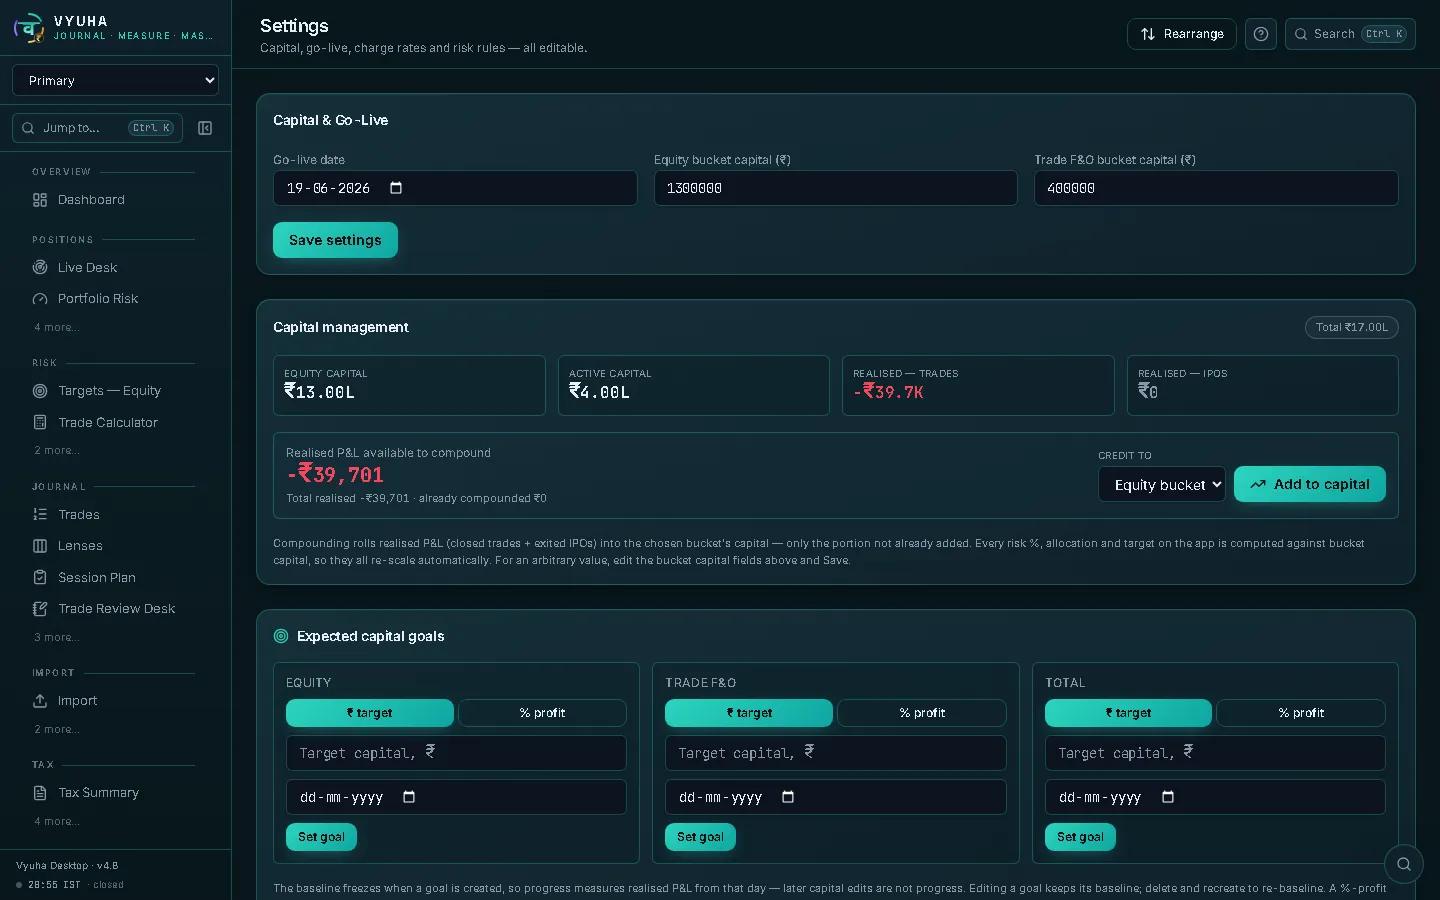 VYUHA
JOURNAL · MEASURE · MAS...
Primary
Jump to... Ctrl K
OVERVIEW
Dashboard
POSITIONS
Live Desk
Portfolio Risk
4 more...
RISK
Targets — Equity
Trade Calculator
2 more...
JOURNAL
Trades
Lenses
Session Plan
Trade Review Desk
3 more...
IMPORT
Import
2 more...
TAX
Tax Summary
4 more...
Vyuha Desktop · v4.8
20:55 IST · closed
Settings
Capital, go-live, charge rates and risk rules — all editable.
Rearrange
Search Ctrl K
Capital & Go-Live
Go-live date
19-06-2026
Equity bucket capital (₹)
1300000
Trade F&O bucket capital (₹)
400000
Save settings
Capital management
Total ₹17.00L
EQUITY CAPITAL
₹13.00L
ACTIVE CAPITAL
₹4.00L
REALISED — TRADES
-₹39.7K
REALISED — IPOS
₹0
Realised P&L available to compound
-₹39,701
Total realised -₹39,701 · already compounded ₹0
CREDIT TO
Equity bucket
Add to capital
Compounding rolls realised P&L (closed trades + exited IPOs) into the chosen bucket's capital — only the portion not already added. Every risk %, allocation and target on the app is computed against bucket
capital, so they all re-scale automatically. For an arbitrary value, edit the bucket capital fields above and Save.
Expected capital goals
EQUITY
₹ target
% profit
Target capital, ₹
dd-mm-yyyy
Set goal
TRADE F&O
₹ target
% profit
Target capital, ₹
dd-mm-yyyy
Set goal
TOTAL
₹ target
% profit
Target capital, ₹
dd-mm-yyyy
Set goal
The baseline freezes when a goal is created, so progress measures realised P&L from that day — later capital edits are not progress. Editing a goal keeps its baseline; delete and recreate to re-baseline. A %-profit